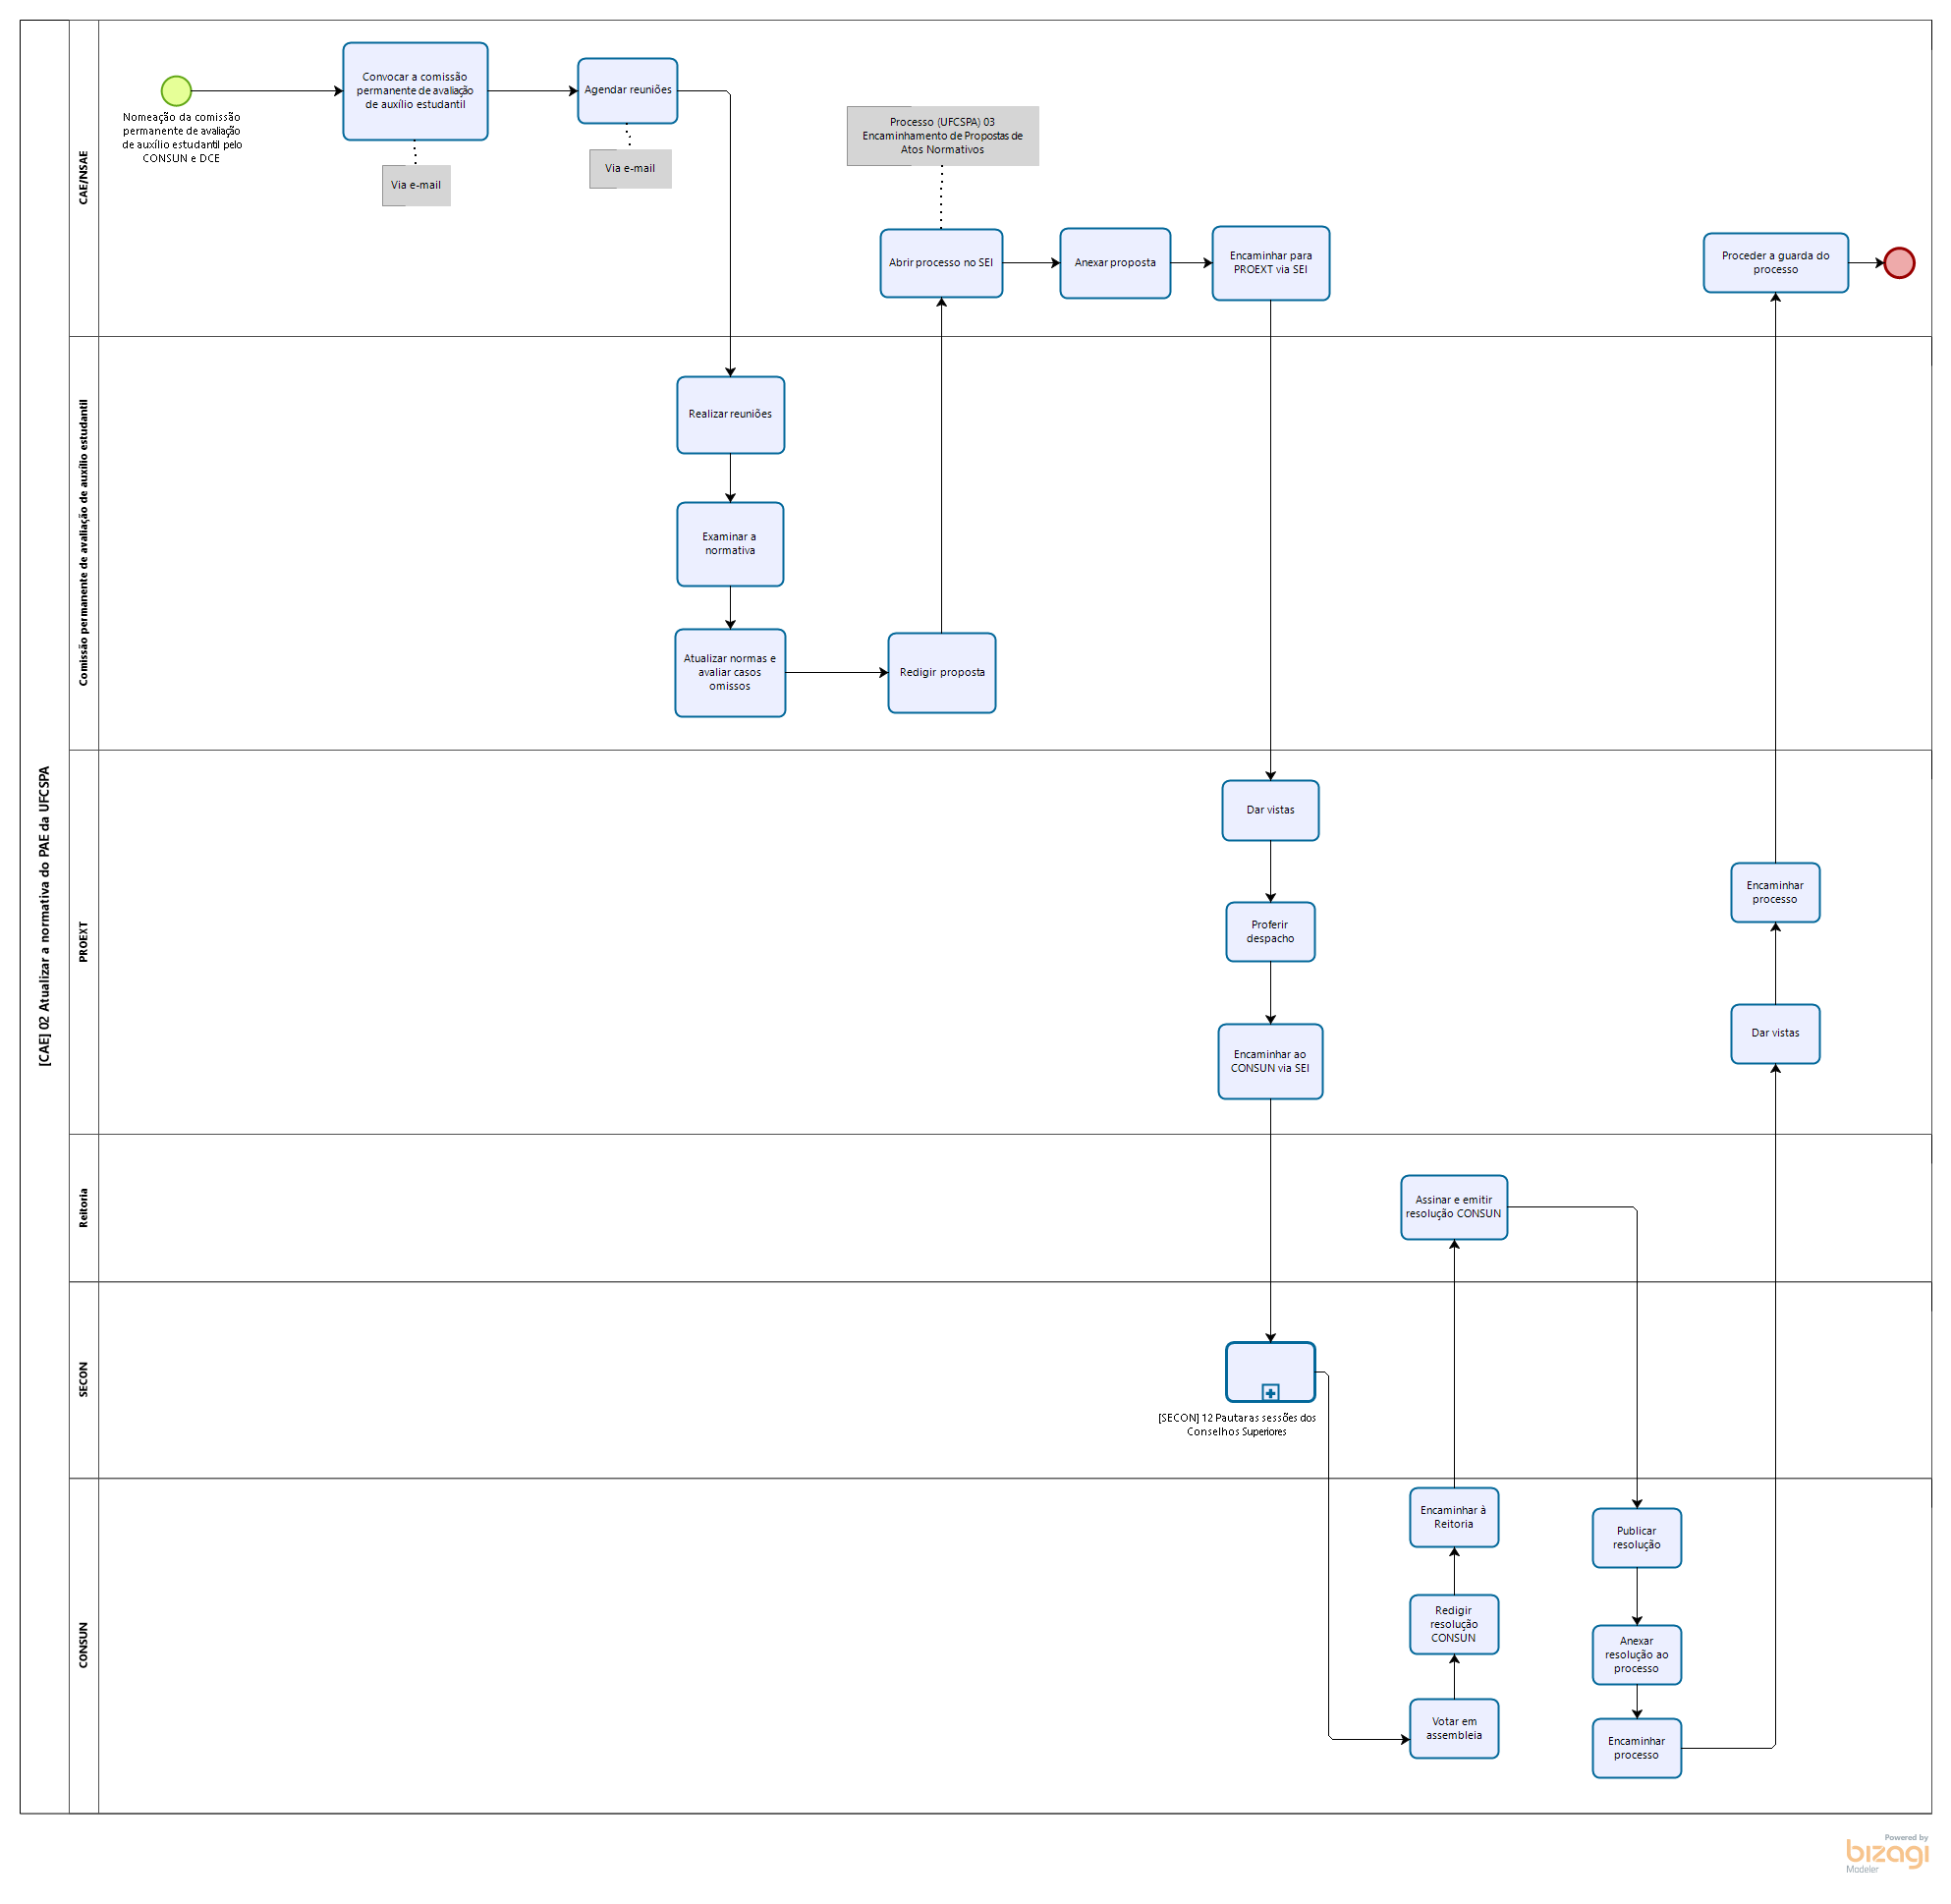 [CAE] 02 Atualizar a normativa do PAE da UFCSPA
CAE/NSAE
Nomeação da comissão
permanente de avaliação
de auxílio estudantil pelo
CONSUN e DCE
Convocar a comissão
permanente de avaliação
de auxílio estudantil
Via e-mail
Agendar reuniões
Via e-mail
Processo (UFCSPA) 03
Encaminhamento de Propostas de
Atos Normativos
Abrir processo no SEI
Anexar proposta
Encaminhar para
PROEXT via SEI
Proceder a guarda do
processo
Comissão permanente de avaliação de auxílio estudantil
Realizar reuniões
Examinar a
normativa
Atualizar normas e
avaliar casos
omissos
Redigir proposta
PROEXT
Dar vistas
Proferir
despacho
Encaminhar ao
CONSUN via SEI
Encaminhar
processo
Dar vistas
Reitoria
Assinar e emitir
resolução CONSUN
SECON
[SECON] 12 Pautar as sessões dos
Conselhos Superiores
CONSUN
Encaminhar à
Reitoria
Redigir
resolução
CONSUN
Votar em
assembleia
Publicar
resolução
Anexar
resolução ao
processo
Encaminhar
processo
Powered by
bizagi
Modeler